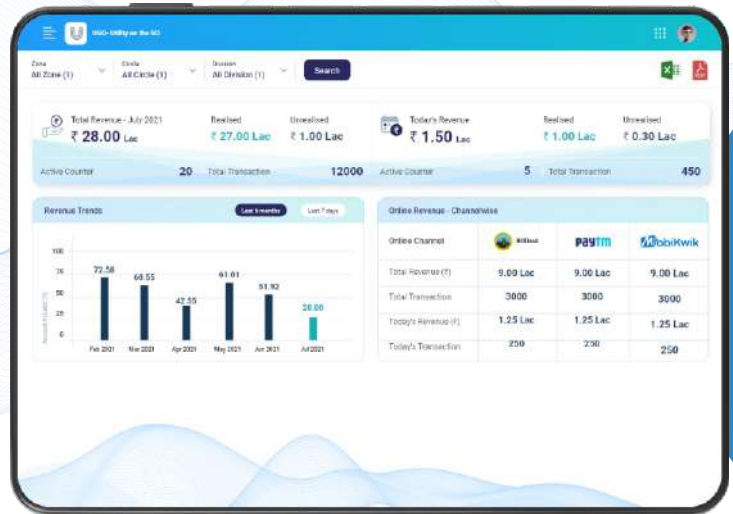 UGO- Utility on the GO
Zone
All Zone (1)
Circle
All Circle (1)
Division
All Division (1)
Search
Total Revenue - July 2021
₹ 28.00 Lac
Realised
₹ 27.00 Lac
Unrealised
₹ 1.00 Lac
Active Counter 20 Total Transaction 12000
Today's Revenue
₹ 1.50 Lac
Realised
₹ 1.00 Lac
Unrealised
₹ 0.30 Lac
Active Counter 5 Total Transaction 450
Revenue Trends Last 6 months Last 7 days
100
75
50
25
0
72.58
68.55
42.55
61.01
51.92
28.00
Feb 2021 Mar 2021 Apr 2021 May 2021 Jun 2021 Jul 2021
Online Revenue - Channelwise
Online Channel Paytm MobiKwik
Total Revenue (₹) 9.00 Lac 9.00 Lac 9.00 Lac
Total Transaction 3000 3000 3000
Today's Revenue (₹) 1.25 Lac 1.25 Lac 1.25 Lac
Today's Transaction 250 250 250